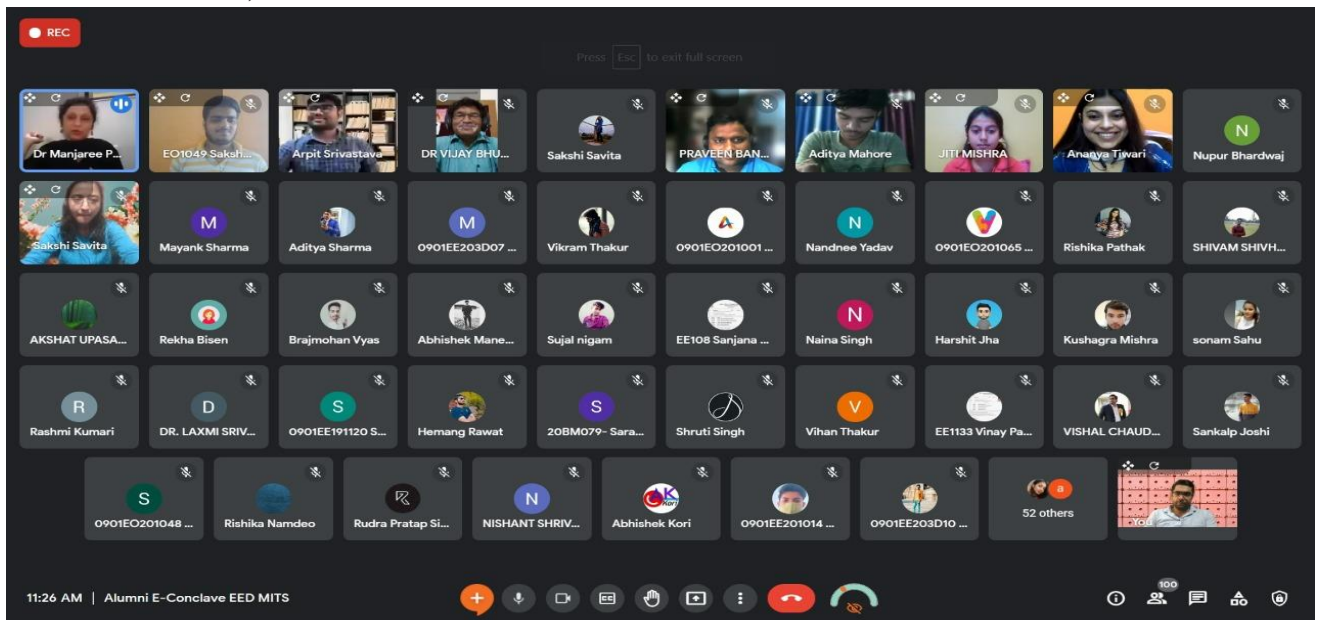 REC
Press Esc to exit full screen
Dr Manjaree P...
EO1049 Saksh...
Arpit Srivastava
DR VIJAY BHU...
Sakshi Savita
PRAVEEN BAN...
Aditya Mahore
JITI MISHRA
Ananya Tiwari
N
Nupur Bhardwaj
Sakshi Savita
M
Mayank Sharma
Aditya Sharma
M
0901EE203D07 ...
Vikram Thakur
0901EO201001 ...
N
Nandnee Yadav
0901EO201065 ...
Rishika Pathak
SHIVAM SHIVH...
AKSHAT UPASA...
Rekha Bisen
Brajmohan Vyas
Abhishek Mane...
Sujal nigam
EE108 Sanjana ...
N
Naina Singh
Harshit Jha
Kushagra Mishra
sonam Sahu
R
Rashmi Kumari
D
DR. LAXMI SRIV...
S
0901EE191120 S...
Hemang Rawat
S
20BM079- Sara...
Shruti Singh
V
Vihan Thakur
EE1133 Vinay Pa...
VISHAL CHAUD...
Sankalp Joshi
S
0901EO201048 ...
Rishika Namdeo
Rudra Pratap Si...
N
NISHANT SHRIV...
AK
Kori
Abhishek Kori
0901EE201014 ...
0901EE203D10 ...
a
52 others
You
11:26 AM | Alumni E-Conclave EED MITS
CC
100